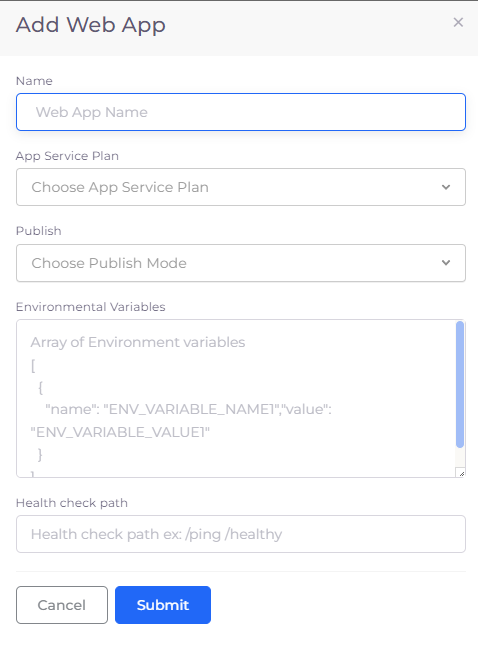 Add Web App
×
Name
Web App Name
App Service Plan
Choose App Service Plan
Publish
Choose Publish Mode
Environmental Variables
Array of Environment variables
[
{
"name": "ENV_VARIABLE_NAME1","value":
"ENV_VARIABLE_VALUE1"
}
]
Health check path
Health check path ex: /ping /healthy
Cancel Submit